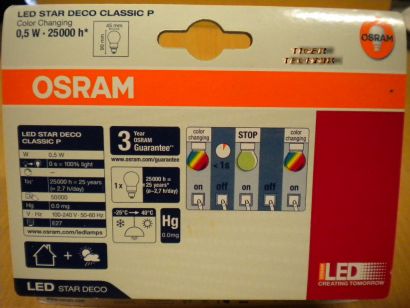 LED STAR DECO CLASSIC P
Color Changing
0,5 W · 25000 h*
45 mm
90 mm
OSRAM
OSRAM
LED STAR DECO
CLASSIC P
W 0,5 W
0 s = 100% light
25000 h = 25 years
(= 2,7 h/day)
50000
Hg 0.0 mg
V · Hz 100-240 V · 50-60 Hz
E27
www.osram.com/ledlamps
3 Year
OSRAM
Guarantee**
www.osram.com/guarantee
1x
25000 h =
25 years*
(= 2,7 h/day)
-25°C → 40°C
Hg
0.0mg
color
changing
< 1s
STOP
color
changing
on
off
on
off
on
LED STAR DECO
LED
CREATING TOMORROW